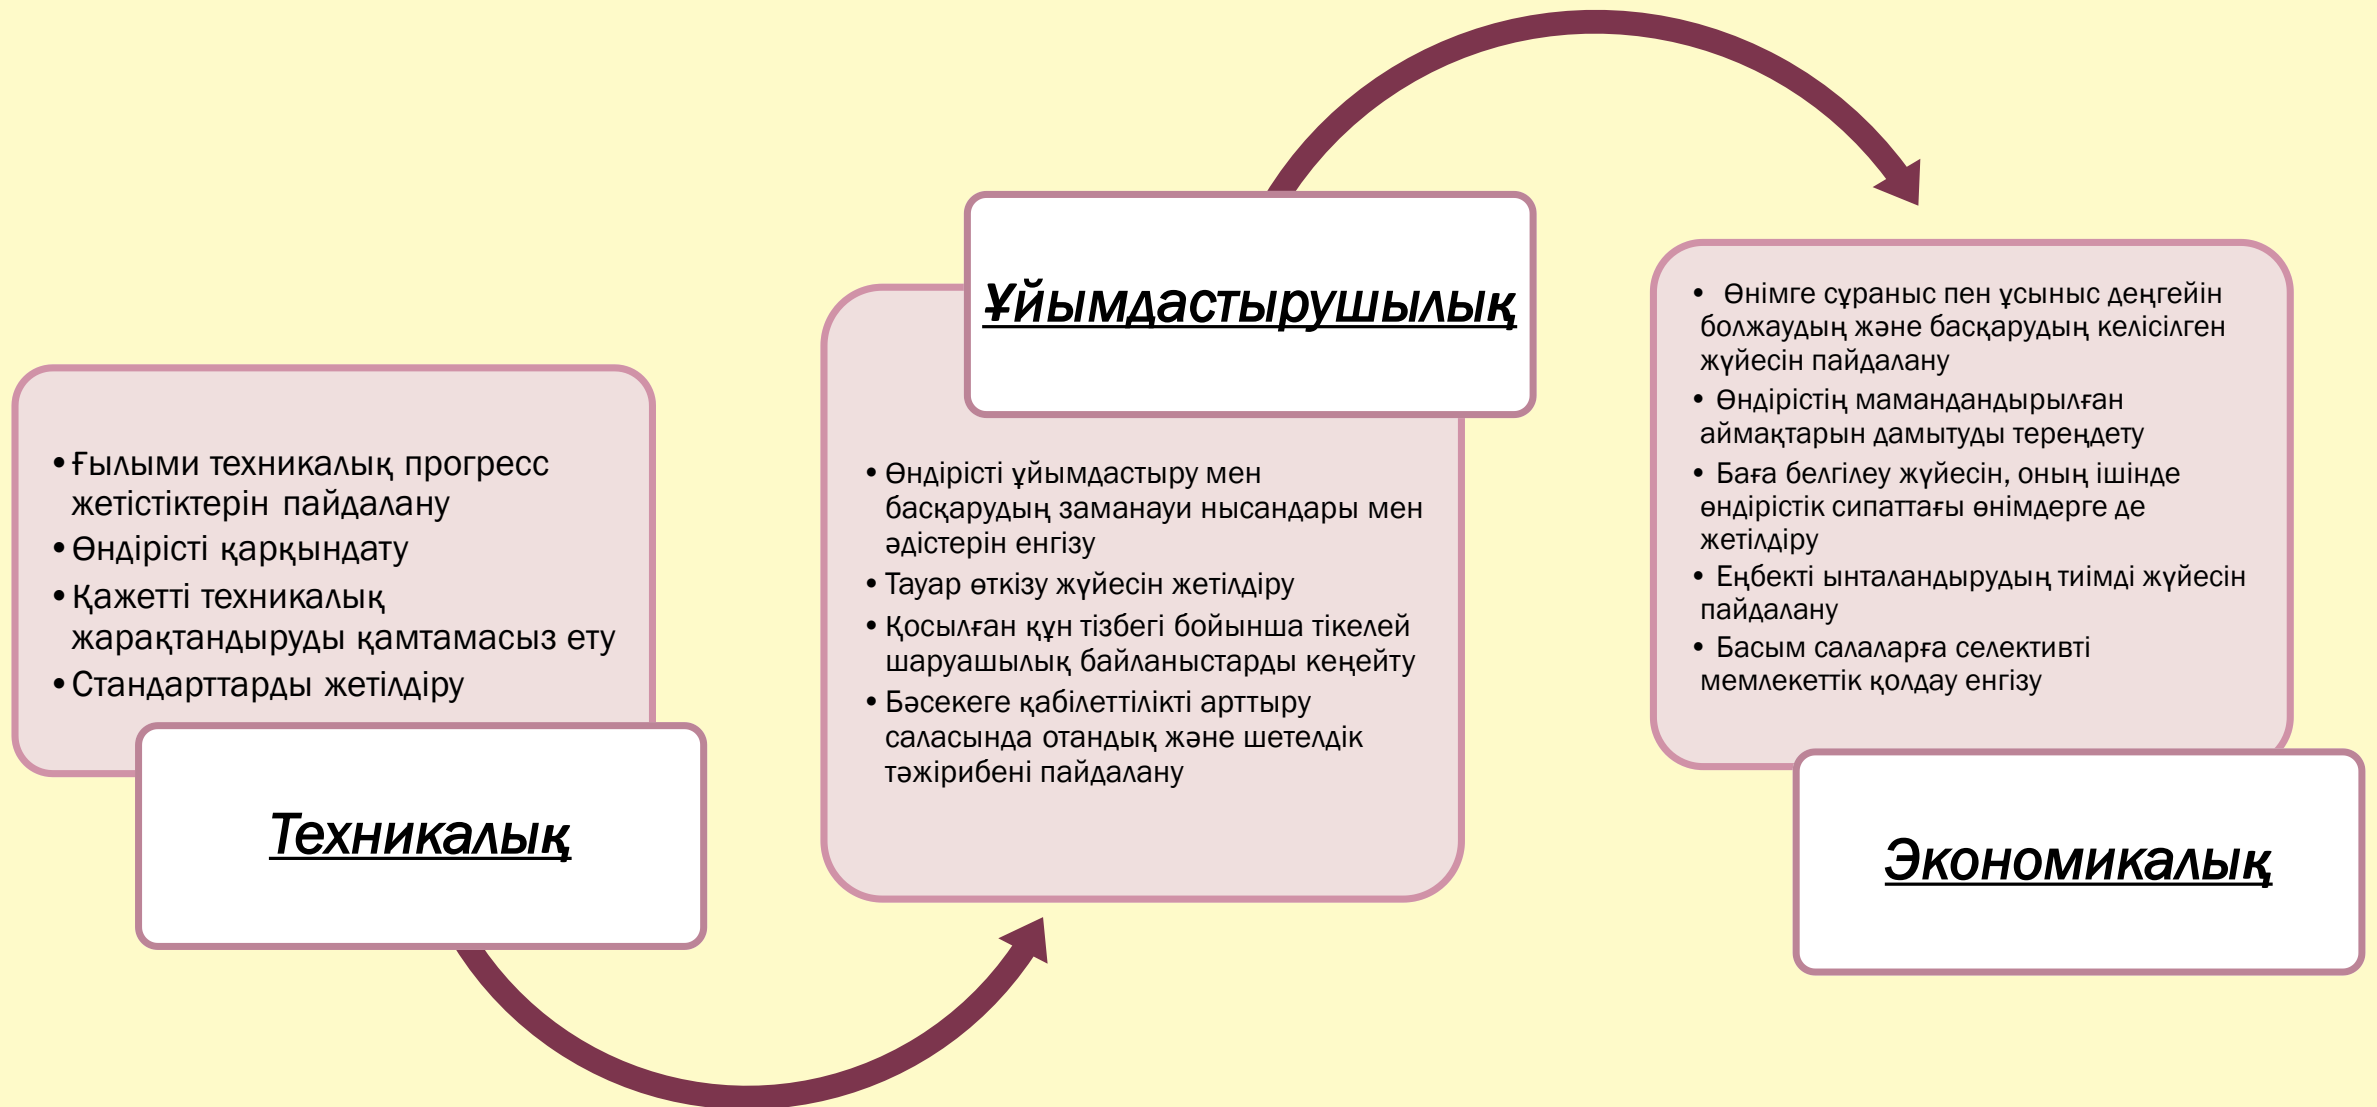 •Ғылыми техникалық прогресс
жетістіктерін пайдалану
•Өндірісті қарқындату
•Қажетті техникалық
жарақтандыруды қамтамасыз ету
•Стандарттарды жетілдіру
Техникалық
Ұйымдастырушылық
• Өндірісті ұйымдастыру мен
басқарудың заманауи нысандары мен
әдістерін енгізу
• Тауар өткізу жүйесін жетілдіру
• Қосылған құн тізбегі бойынша тікелей
шаруашылық байланыстарды кеңейту
• Бәсекеге қабілеттілікті арттыру
саласында отандық және шетелдік
тәжірибені пайдалану
• Өнімге сұраныс пен ұсыныс деңгейін
болжаудың және басқарудың келісілген
жүйесін пайдалану
• Өндірістің мамандандырылған
аймақтарын дамытуды тереңдету
• Баға белгілеу жүйесін, оның ішінде
өндірістік сипаттағы өнімдерге де
жетілдіру
• Еңбекті ынталандырудың тиімді жүйесін
пайдалану
• Басым салаларға селективті
мемлекеттік қолдау енгізу
Экономикалық